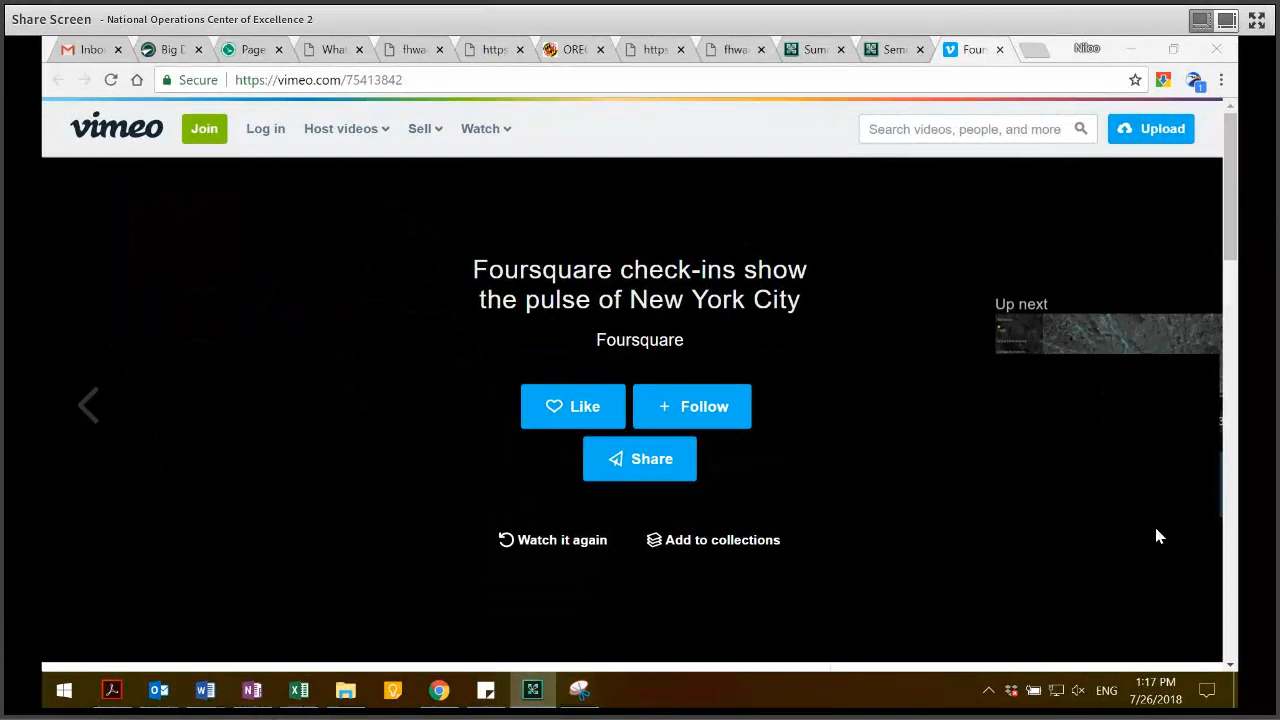 Share Screen - National Operations Center of Excellence 2
Inbo Big D Page What fhwa https OREC https fhwa Sum Sem Four Niloo
Secure https://vimeo.com/75413842
1
vimeo Join Log in Host videos Sell Watch Search videos, people, and more Upload
Foursquare check-ins show
the pulse of New York City
Up next
Foursquare
Like + Follow
Share
Watch it again Add to collections
ENG 1:17 PM
7/26/2018